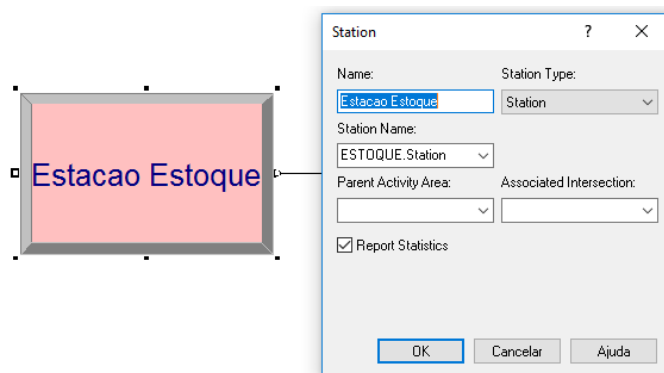 Estacao Estoque
Station
?
Name:
Station Type:
Estacao Estoque
Station
Station Name:
ESTOQUE.Station
Parent Activity Area:
Associated Intersection:
Report Statistics
OK
Cancelar
Ajuda